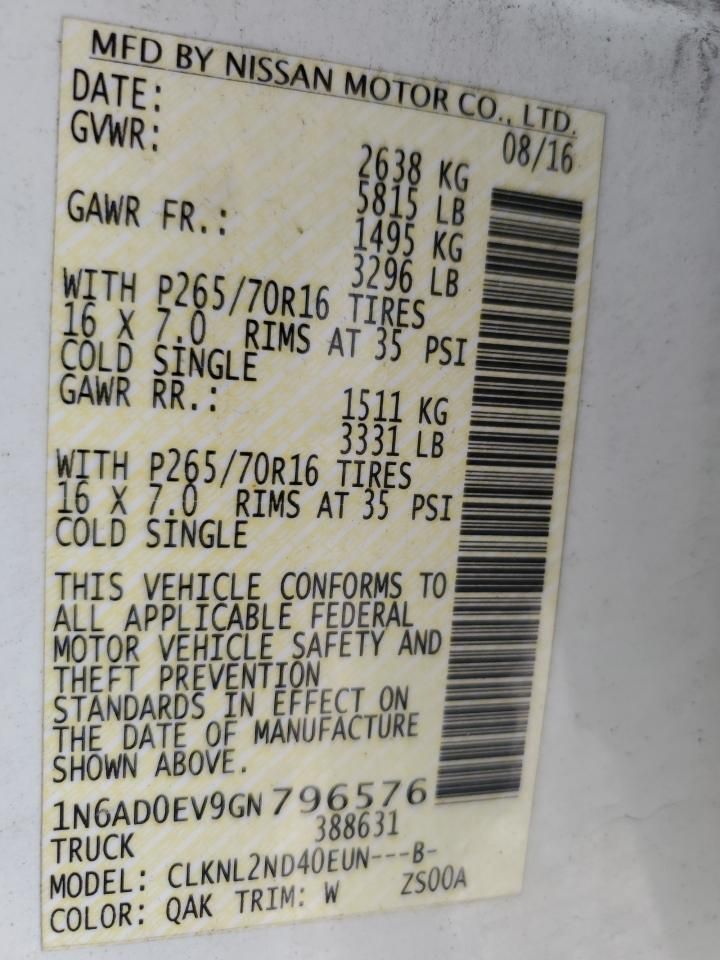 MFD BY NISSAN MOTOR CO., LTD.
DATE: 08/16
GVWR: 2638 KG
5815 LB
GAWR FR.: 1495 KG
3296 LB
WITH P265/70R16 TIRES
16 X 7.0 RIMS AT 35 PSI
COLD SINGLE
GAWR RR.: 1511 KG
3331 LB
WITH P265/70R16 TIRES
16 X 7.0 RIMS AT 35 PSI
COLD SINGLE
THIS VEHICLE CONFORMS TO
ALL APPLICABLE FEDERAL
MOTOR VEHICLE SAFETY AND
THEFT PREVENTION
STANDARDS IN EFFECT ON
THE DATE OF MANUFACTURE
SHOWN ABOVE.
1N6AD0EV9GN796576
TRUCK 388631
MODEL: CLKNL2ND40EUN---B-
COLOR: QAK TRIM: W ZS00A